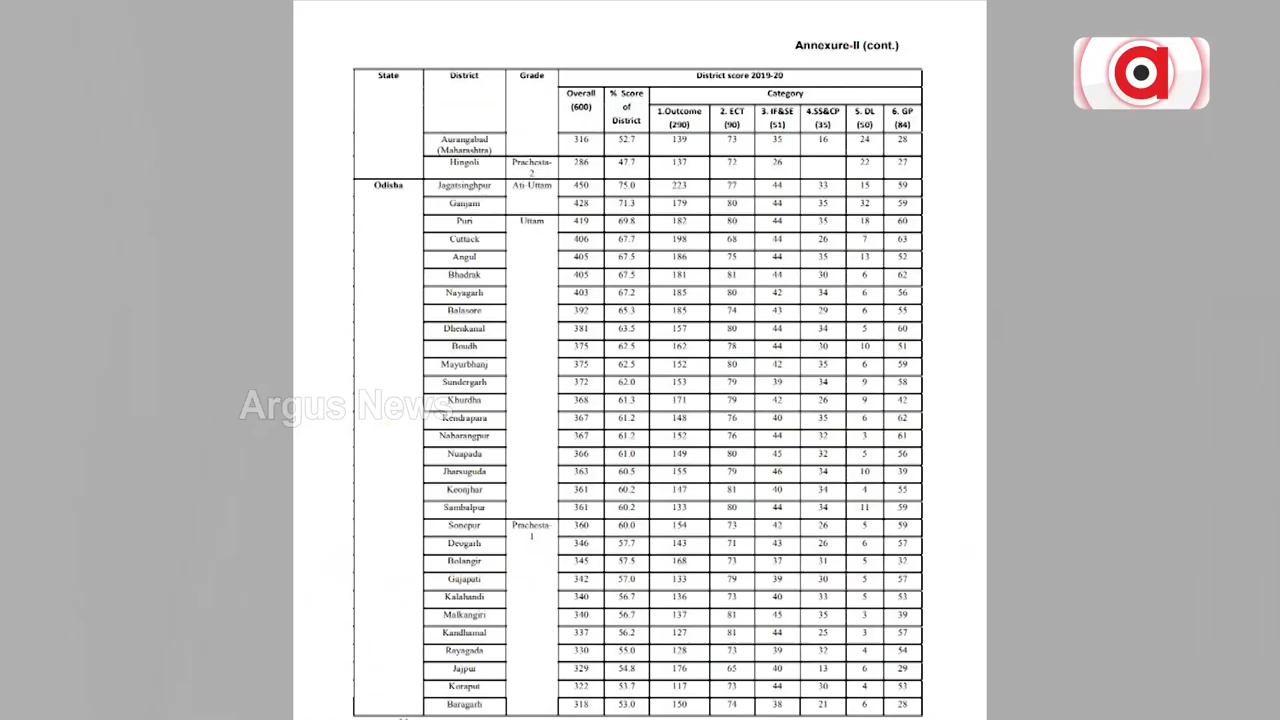 Annexure-II (cont.)
State District Grade District score 2019-20
Overall (600) % Score of District Category
1.Outcome (290) 2. ECT (90) 3. IF&SE (51) 4.SS&CP (35) 5. DL (50) 6. GP (84)
Aurangabad (Maharashtra) 316 52.7 139 73 35 16 24 28
Hingoli Prachesta-2 286 47.7 137 72 26 22 27
Odisha Jagatsinghpur Ati-Uttam 450 75.0 223 77 44 33 15 59
Ganjam 428 71.3 179 80 44 35 32 59
Puri Uttam 419 69.8 182 80 44 35 18 60
Cuttack 406 67.7 198 68 44 26 7 63
Angul 405 67.5 186 75 44 35 13 52
Bhadrak 405 67.5 181 81 44 30 6 62
Nayagarh 403 67.2 185 80 42 34 6 56
Balasore 392 65.3 185 74 43 29 6 55
Dhenkanal 381 63.5 157 80 44 34 5 60
Boudh 375 62.5 162 78 44 30 10 51
Mayurbhanj 375 62.5 152 80 42 35 6 59
Sundergarh 372 62.0 153 79 39 34 9 58
Khurdha 368 61.3 171 79 42 26 9 42
Argus News
Kendrapara 367 61.2 148 76 40 35 6 62
Nabarangpur 367 61.2 152 76 44 32 3 61
Nuapada 366 61.0 149 80 45 32 5 56
Jharsuguda 363 60.5 155 79 46 34 10 39
Keonjhar 361 60.2 147 81 40 34 4 55
Sambalpur 361 60.2 133 80 44 34 11 59
Sonepur Prachesta-1 360 60.0 154 73 42 26 5 59
Deogarh 346 57.7 143 71 43 26 6 57
Bolangir 345 57.5 168 73 37 31 5 32
Gajapati 342 57.0 133 79 39 30 5 57
Kalahandi 340 56.7 136 73 40 33 5 53
Malkangiri 340 56.7 137 81 45 35 3 39
Kandhamal 337 56.2 127 81 44 25 3 57
Rayagada 330 55.0 128 73 39 32 4 54
Jajpur 329 54.8 176 65 40 13 6 29
Koraput 322 53.7 117 73 44 30 4 53
Baragarh 318 53.0 150 74 38 21 6 28